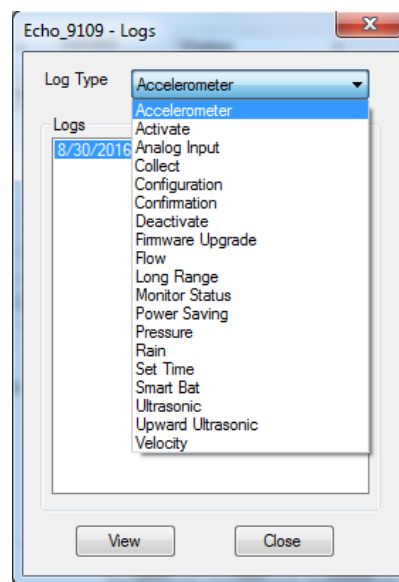 Echo_9109 - Logs
Log Type
Accelerometer
Accelerometer
Logs
Activate
8/30/2016
Analog Input
Collect
Configuration
Confirmation
Deactivate
Firmware Upgrade
Flow
Long Range
Monitor Status
Power Saving
Pressure
Rain
Set Time
Smart Bat
Ultrasonic
Upward Ultrasonic
Velocity
View
Close